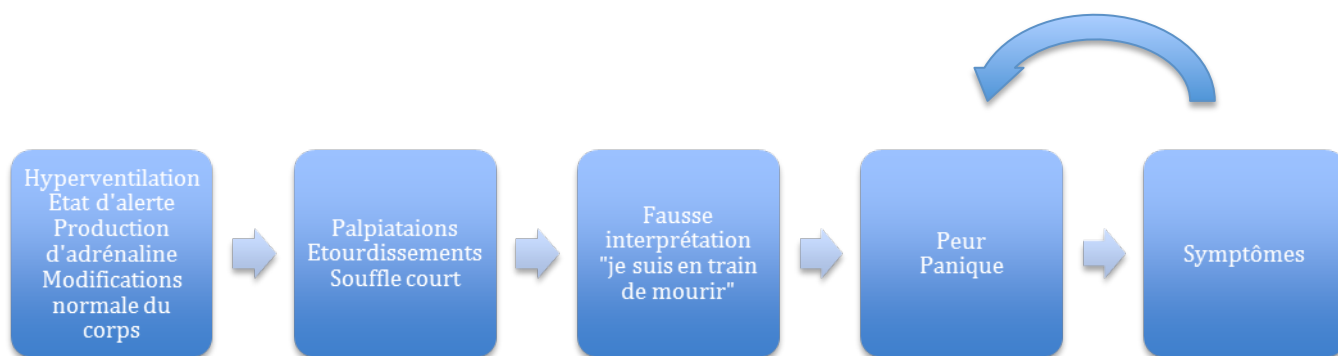 Hyperventilation
Etat d'alerte
Production
d'adrénaline
Modifications
normale du
corps
Palpiataions
Etourdissements
Souffle court
Fausse
interprétation
"je suis en train
de mourir"
Peur
Panique
Symptômes